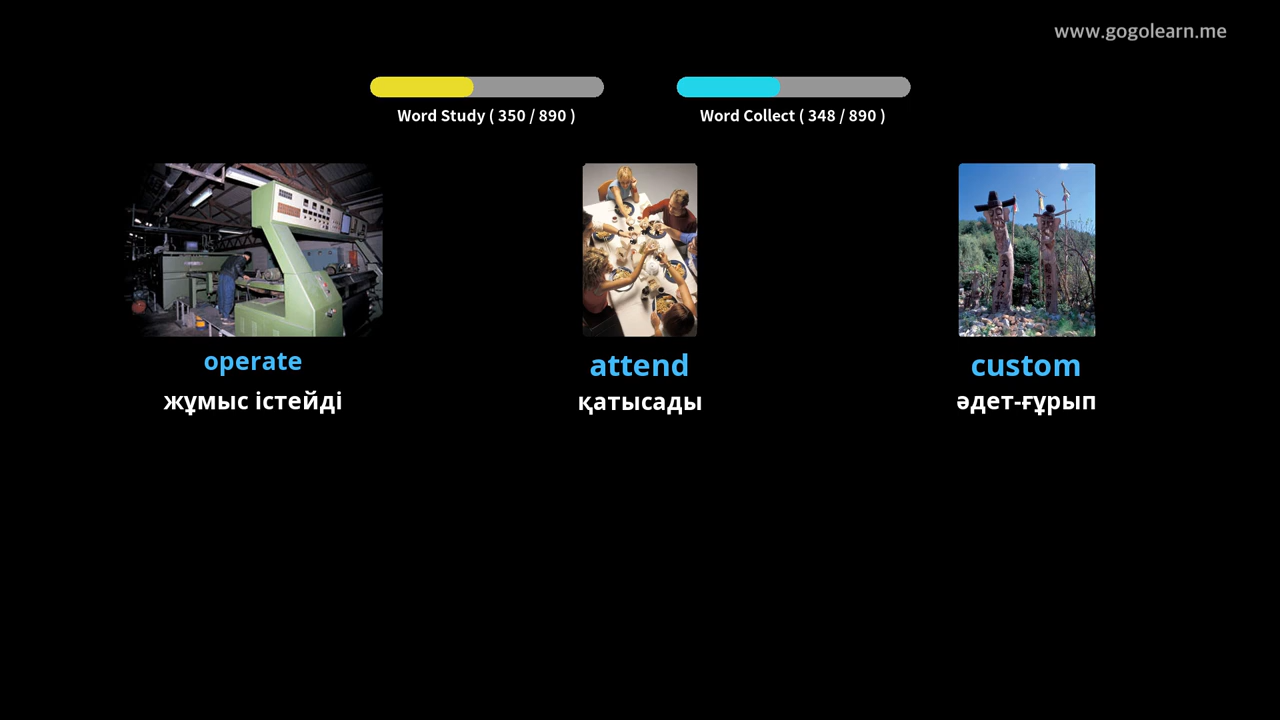 www.gogolearn.me
Word Study ( 350 / 890 )
Word Collect ( 348 / 890 )
operate
attend
custom
жұмыс істейді
қатысады
әдет-ғұрып